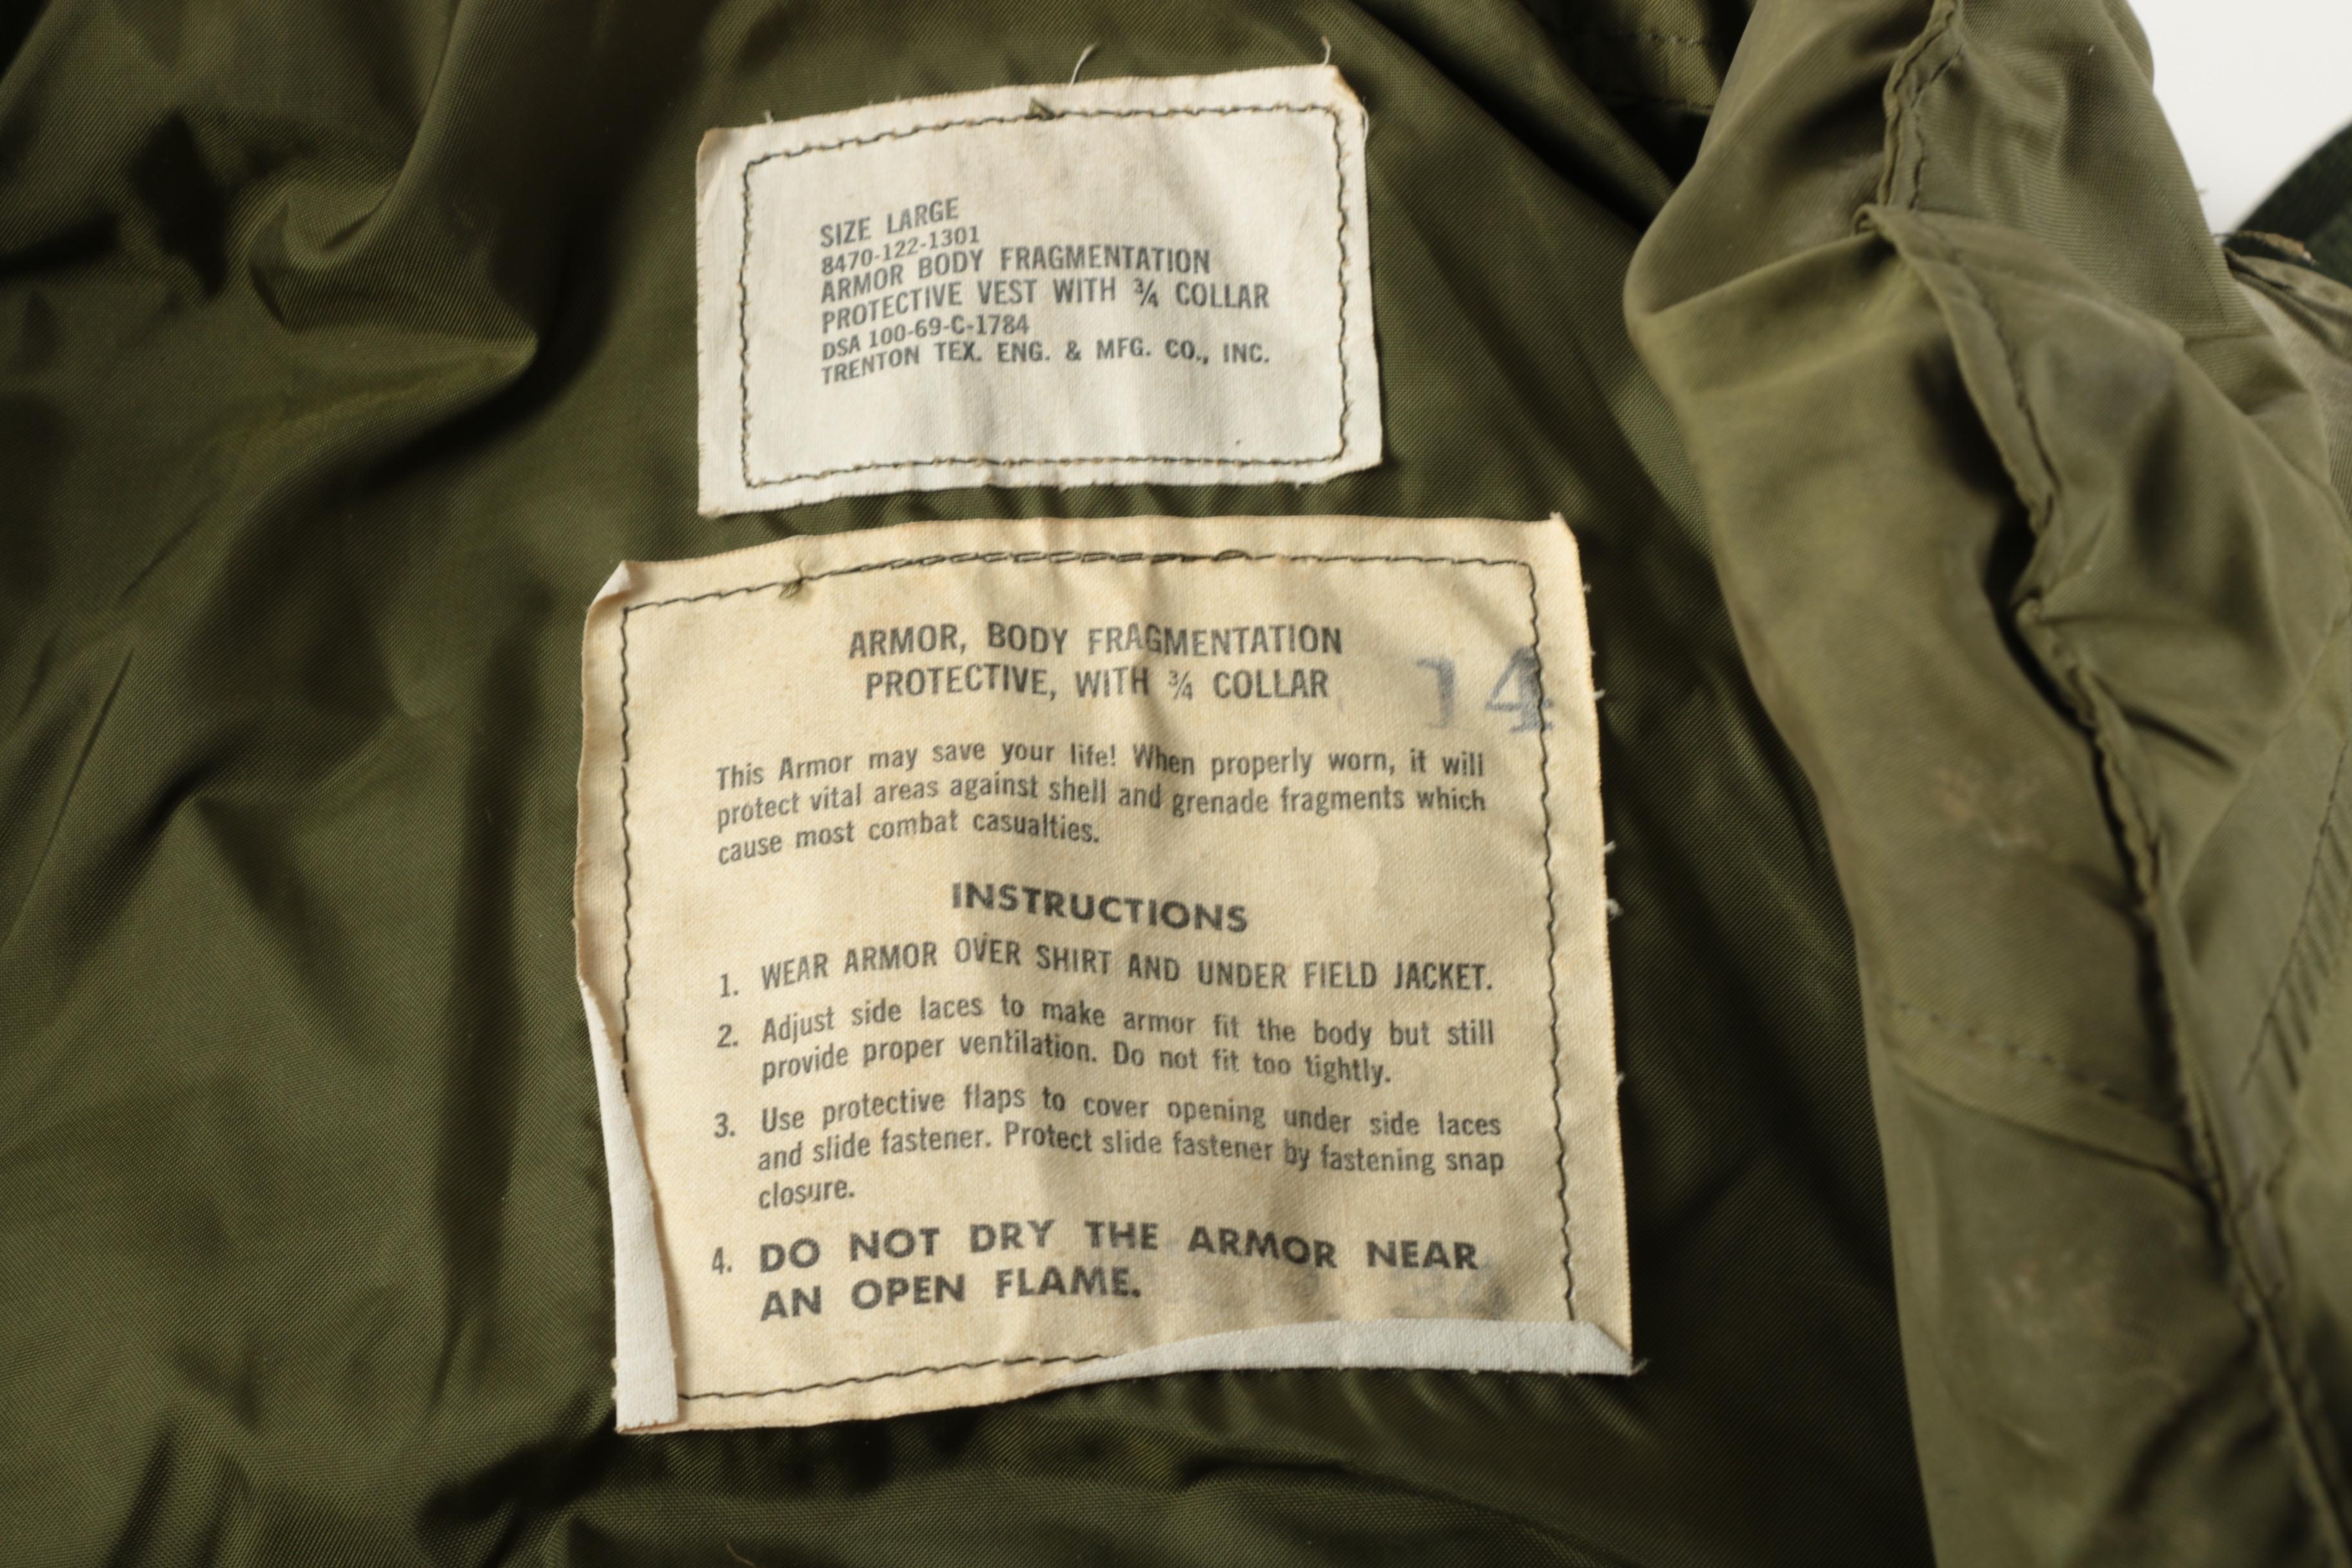 SIZE LARGE
8470-122-1301
ARMOR BODY FRAGMENTATION
PROTECTIVE VEST WITH ¾ COLLAR
DSA 100-69-C-1784
TRENTON TEX. ENG. & MFG. CO., INC.
ARMOR, BODY FRAGMENTATION
PROTECTIVE, WITH ¾ COLLAR
14
This Armor may save your life! When properly worn, it will
protect vital areas against shell and grenade fragments which
cause most combat casualties.
INSTRUCTIONS
1. WEAR ARMOR OVER SHIRT AND UNDER FIELD JACKET.
2. Adjust side laces to make armor fit the body but still
provide proper ventilation. Do not fit too tightly.
3. Use protective flaps to cover opening under side laces
and slide fastener. Protect slide fastener by fastening snap
closure.
4. DO NOT DRY THE ARMOR NEAR
AN OPEN FLAME.